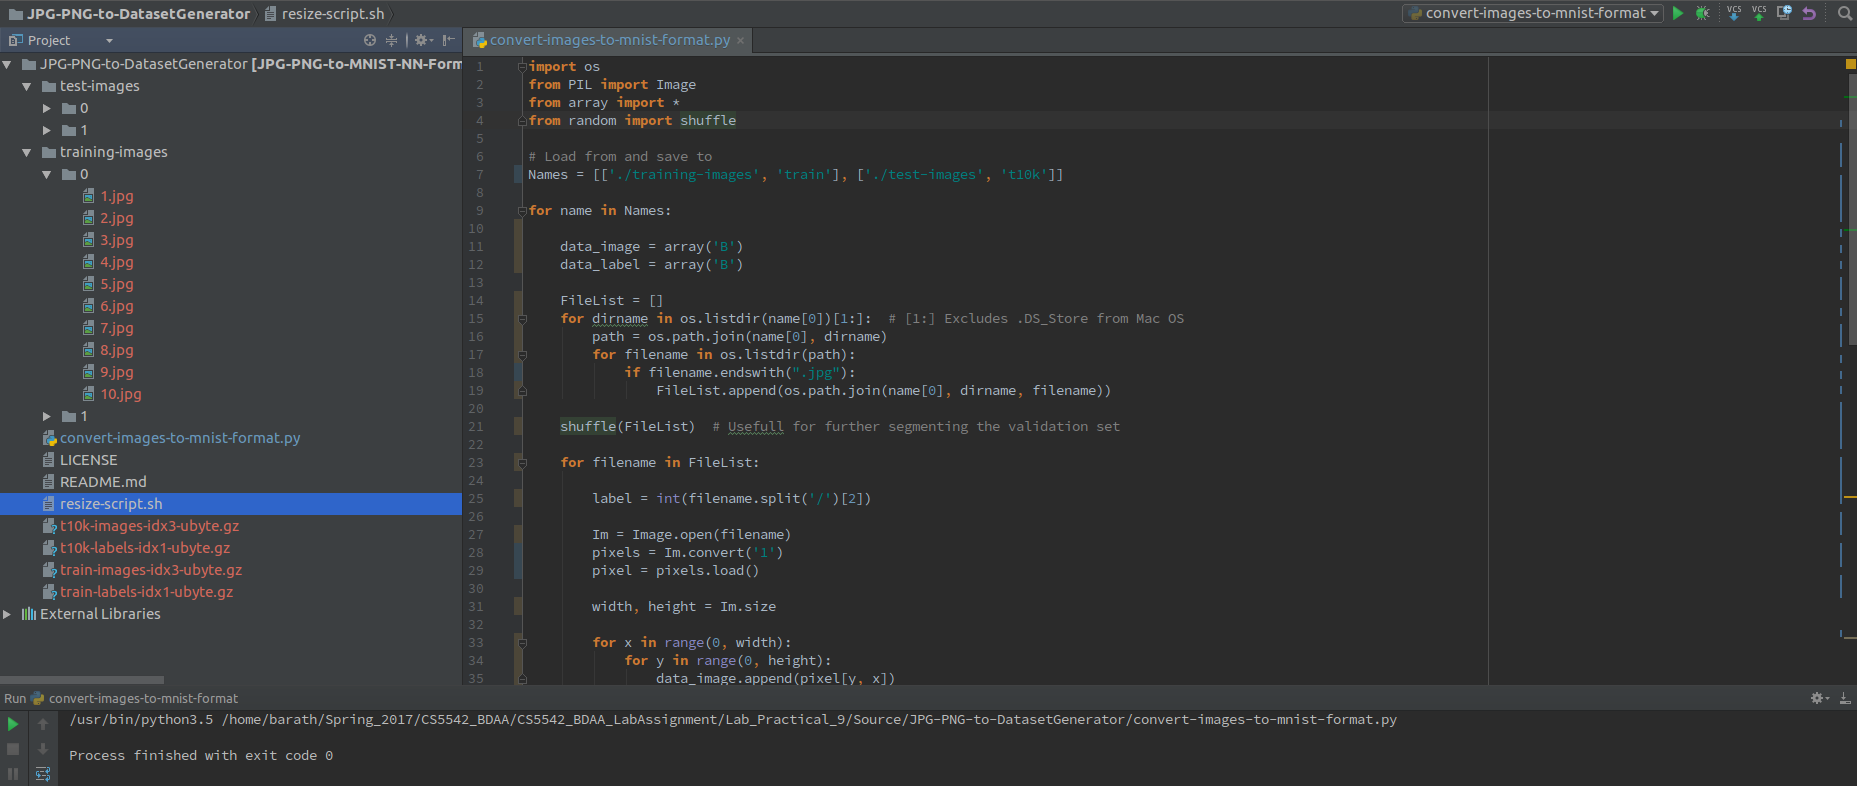 JPG-PNG-to-DatasetGenerator resize-script.sh convert-images-to-mnist-format VCS VCS
Project convert-images-to-mnist-format.py
JPG-PNG-to-DatasetGenerator [JPG-PNG-to-MNIST-NN-Form
test-images
0
1
training-images
0
1.jpg
2.jpg
3.jpg
4.jpg
5.jpg
6.jpg
7.jpg
8.jpg
9.jpg
10.jpg
1
convert-images-to-mnist-format.py
LICENSE
README.md
resize-script.sh
t10k-images-idx3-ubyte.gz
t10k-labels-idx1-ubyte.gz
train-images-idx3-ubyte.gz
train-labels-idx1-ubyte.gz
External Libraries
1 import os
2 from PIL import Image
3 from array import *
4 from random import shuffle
5
6 # Load from and save to
7 Names = [['./training-images', 'train'], ['./test-images', 't10k']]
8
9 for name in Names:
10
11 data_image = array('B')
12 data_label = array('B')
13
14 FileList = []
15 for dirname in os.listdir(name[0])[1:]: # [1:] Excludes .DS_Store from Mac OS
16 path = os.path.join(name[0], dirname)
17 for filename in os.listdir(path):
18 if filename.endswith(".jpg"):
19 FileList.append(os.path.join(name[0], dirname, filename))
20
21 shuffle(FileList) # Usefull for further segmenting the validation set
22
23 for filename in FileList:
24
25 label = int(filename.split('/')[2])
26
27 Im = Image.open(filename)
28 pixels = Im.convert('1')
29 pixel = pixels.load()
30
31 width, height = Im.size
32
33 for x in range(0, width):
34 for y in range(0, height):
35 data_image.append(pixel[y, x])
Run convert-images-to-mnist-format
/usr/bin/python3.5 /home/barath/Spring_2017/CS5542_BDAA/CS5542_BDAA_LabAssignment/Lab_Practical_9/Source/JPG-PNG-to-DatasetGenerator/convert-images-to-mnist-format.py
Process finished with exit code 0